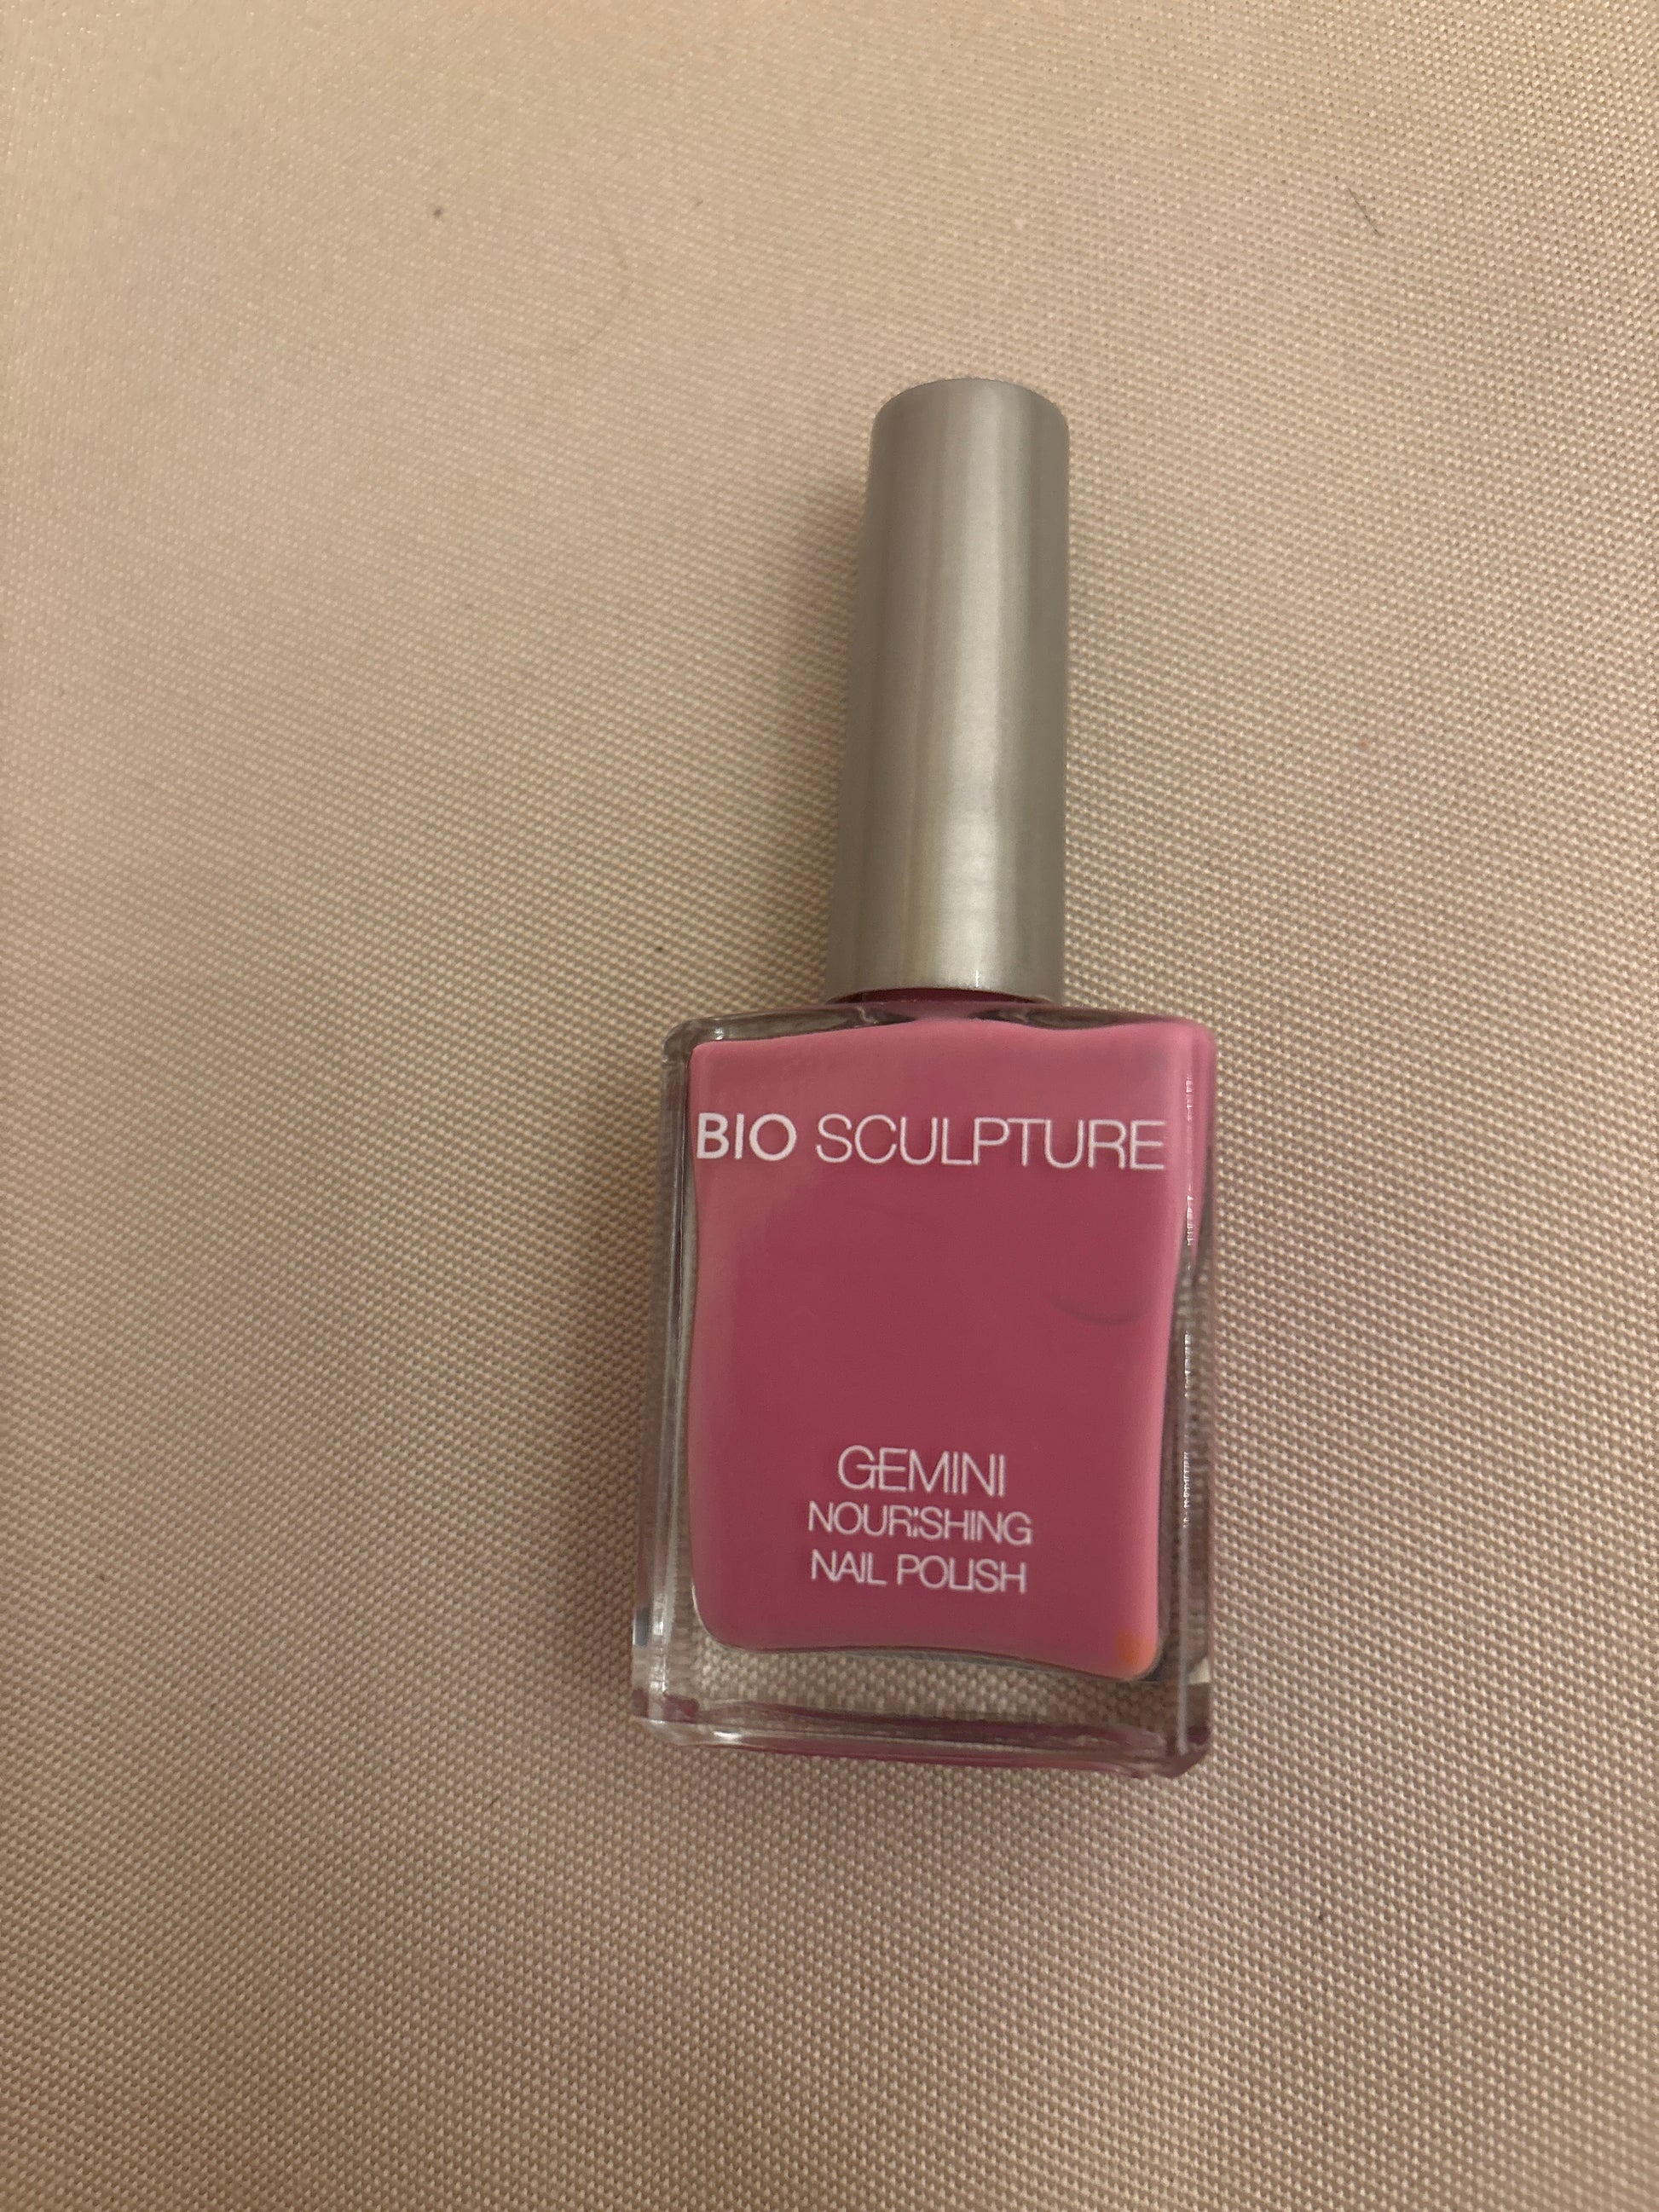 BIO SCULPTURE
GEMINI
NOURISHING
NAIL POLISH